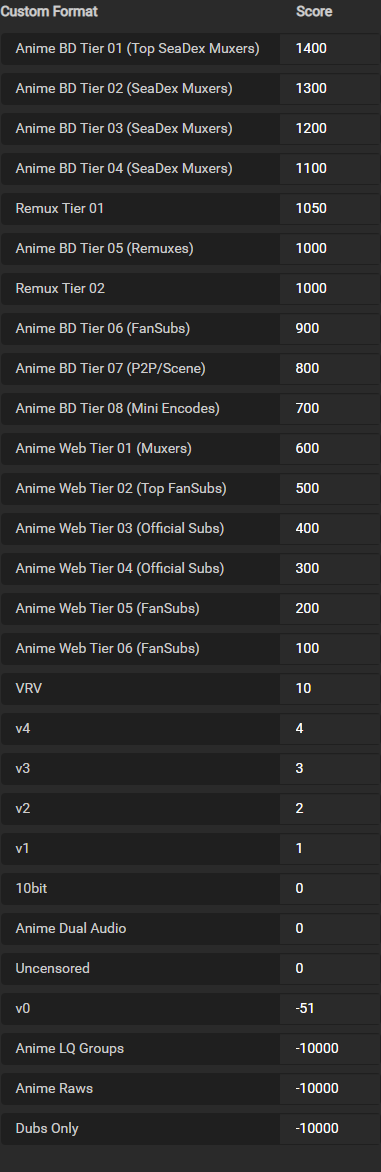 Custom Format Score
Anime BD Tier 01 (Top SeaDex Muxers) 1400
Anime BD Tier 02 (SeaDex Muxers) 1300
Anime BD Tier 03 (SeaDex Muxers) 1200
Anime BD Tier 04 (SeaDex Muxers) 1100
Remux Tier 01 1050
Anime BD Tier 05 (Remuxes) 1000
Remux Tier 02 1000
Anime BD Tier 06 (FanSubs) 900
Anime BD Tier 07 (P2P/Scene) 800
Anime BD Tier 08 (Mini Encodes) 700
Anime Web Tier 01 (Muxers) 600
Anime Web Tier 02 (Top FanSubs) 500
Anime Web Tier 03 (Official Subs) 400
Anime Web Tier 04 (Official Subs) 300
Anime Web Tier 05 (FanSubs) 200
Anime Web Tier 06 (FanSubs) 100
VRV 10
v4 4
v3 3
v2 2
v1 1
10bit 0
Anime Dual Audio 0
Uncensored 0
v0 -51
Anime LQ Groups -10000
Anime Raws -10000
Dubs Only -10000